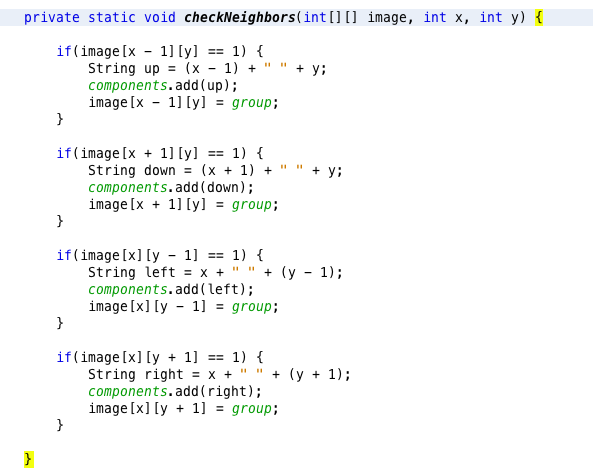 private static void checkNeighbors(int[][] image, int x, int y) {
if(image[x - 1][y] == 1) {
String up = (x - 1) + " " + y;
components.add(up);
image[x - 1][y] = group;
}
if(image[x + 1][y] == 1) {
String down = (x + 1) + " " + y;
components.add(down);
image[x + 1][y] = group;
}
if(image[x][y - 1] == 1) {
String left = x + " " + (y - 1);
components.add(left);
image[x][y - 1] = group;
}
if(image[x][y + 1] == 1) {
String right = x + " " + (y + 1);
components.add(right);
image[x][y + 1] = group;
}
}